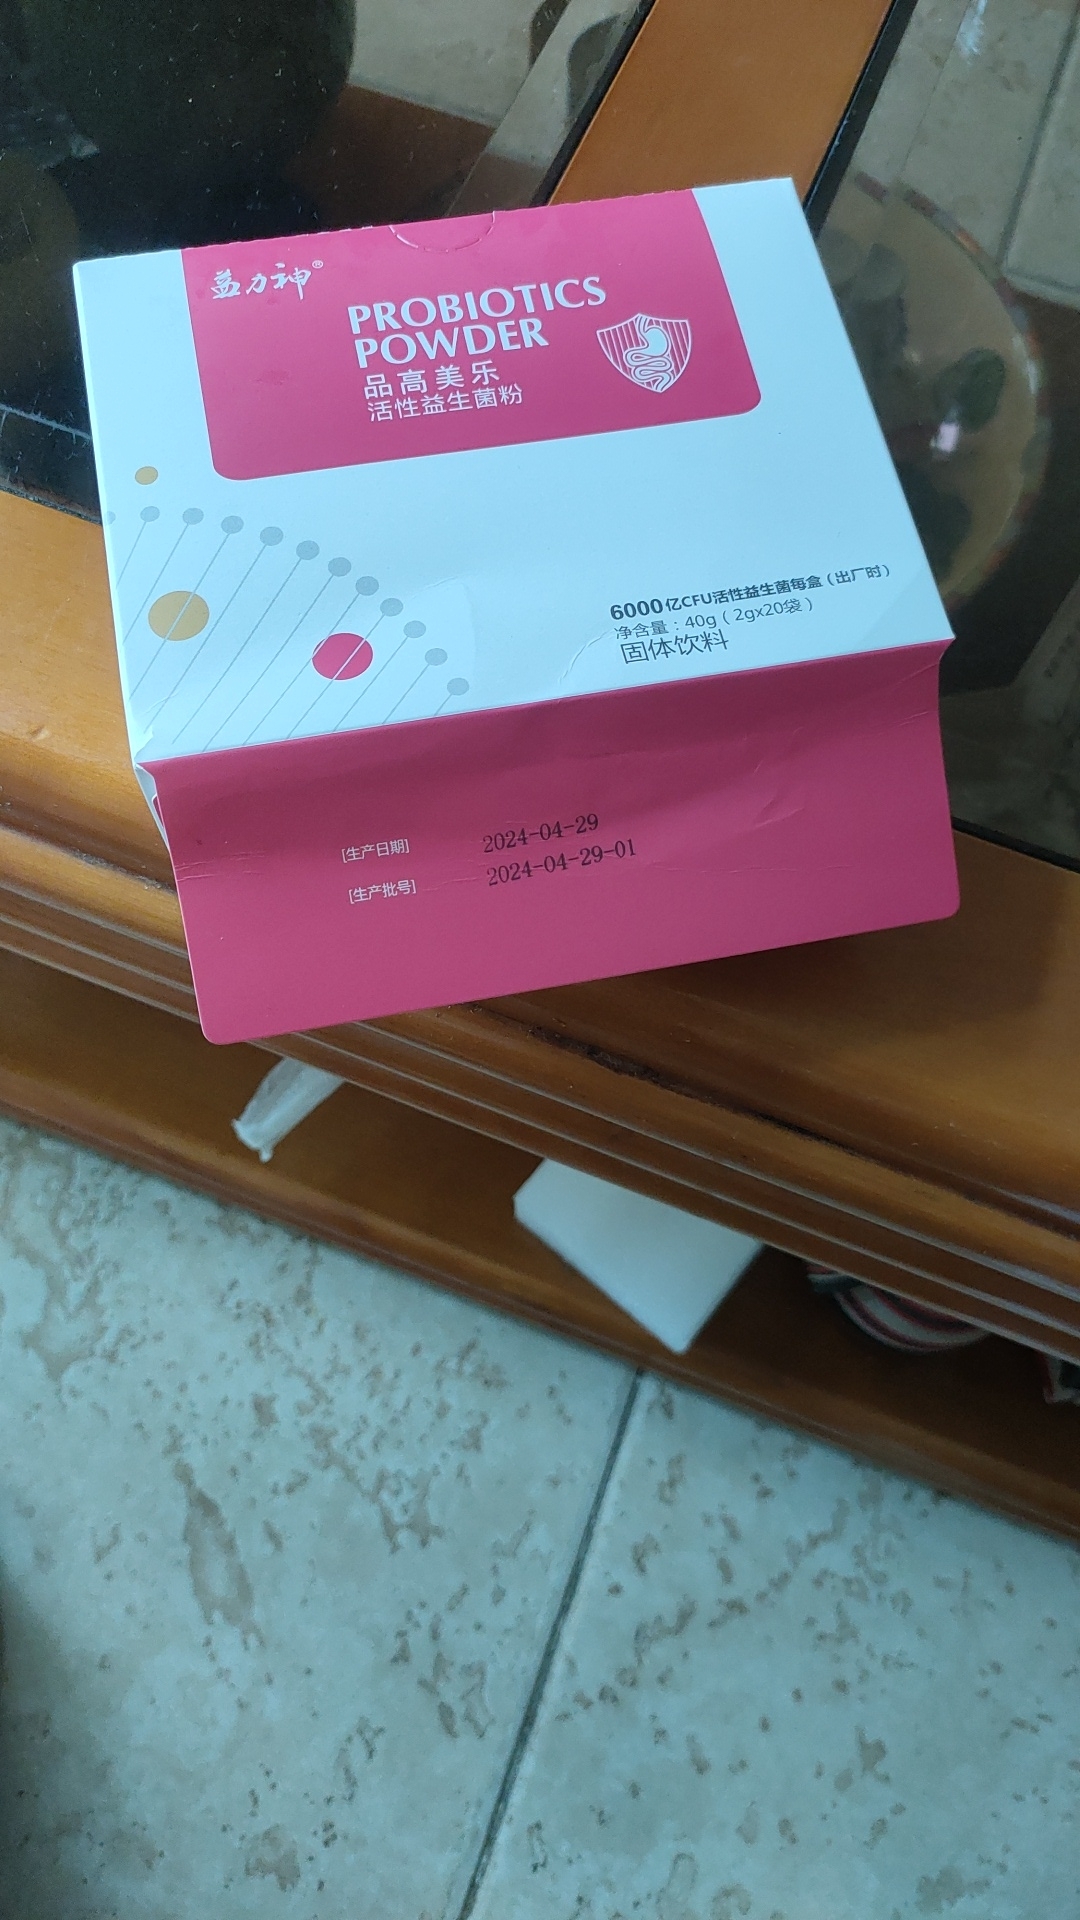 益力神®
PROBIOTICS
POWDER
品高美乐
活性益生菌粉
6000亿CFU活性益生菌每盒（出厂时）
净含量：40g（2gx20袋）
固体饮料
[生产日期] 2024-04-29
[生产批号] 2024-04-29-01